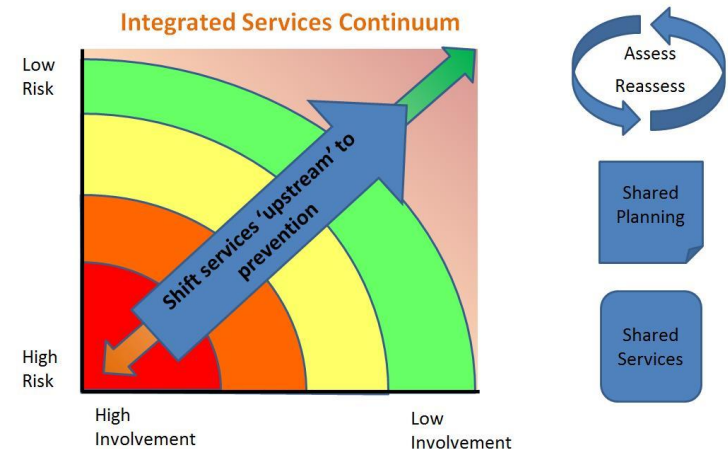 Integrated Services Continuum
Low
Risk
Shift services ‘upstream’ to
prevention
High
Risk
High
Involvement
Low
Involvement
Assess
Reassess
Shared
Planning
Shared
Services